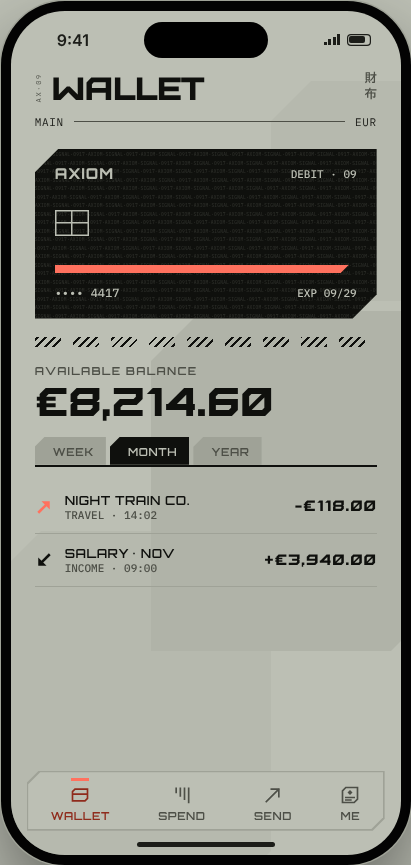 9:41
AX·09
WALLET
財布
MAIN
EUR
AXIOM
DEBIT · 09
•••• 4417
EXP 09/29
AVAILABLE BALANCE
€8,214.60
WEEK
MONTH
YEAR
NIGHT TRAIN CO.
-€118.00
TRAVEL · 14:02
SALARY · NOV
+€3,940.00
INCOME · 09:00
WALLET
SPEND
SEND
ME